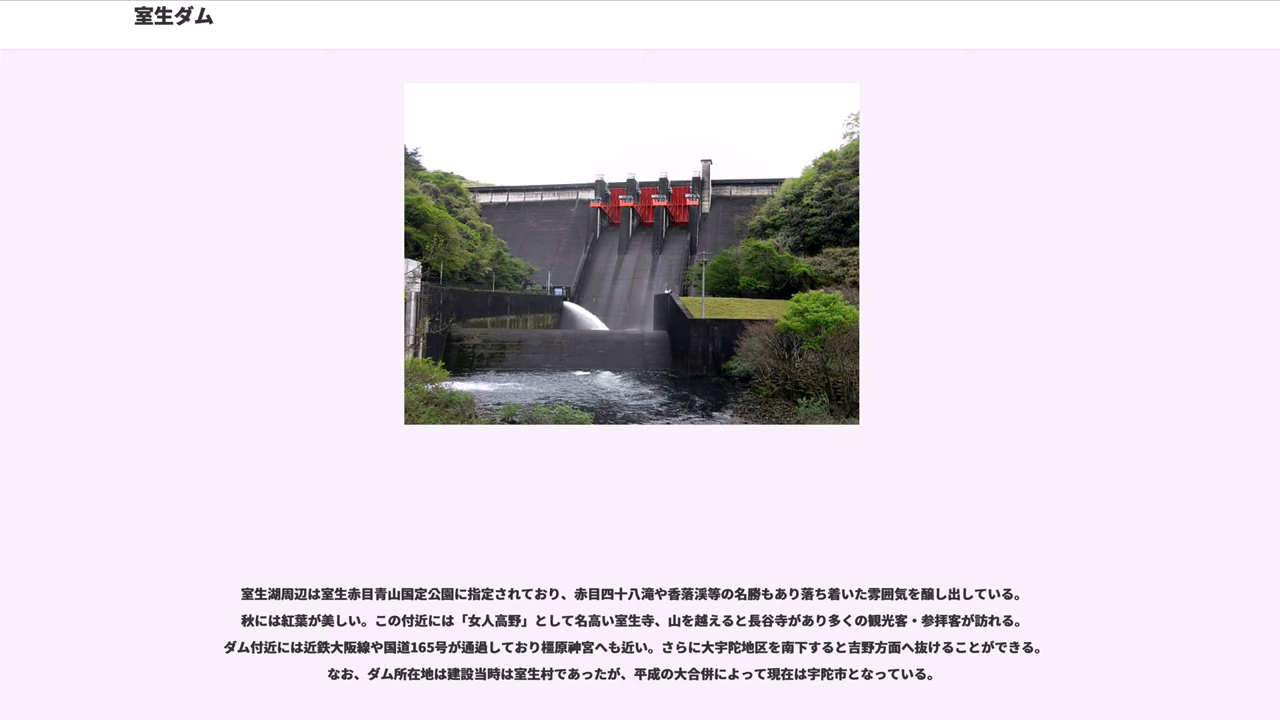 室生ダム
室生湖周辺は室生赤目青山国定公園に指定されており、赤目四十八滝や香落渓等の名勝もあり落ち着いた雰囲気を醸し出している。
秋には紅葉が美しい。この付近には「女人高野」として名高い室生寺、山を越えると長谷寺があり多くの観光客・参拝客が訪れる。
ダム付近には近鉄大阪線や国道165号が通過しており橿原神宮へも近い。さらに大宇陀地区を南下すると吉野方面へ抜けることができる。
なお、ダム所在地は建設当時は室生村であったが、平成の大合併によって現在は宇陀市となっている。